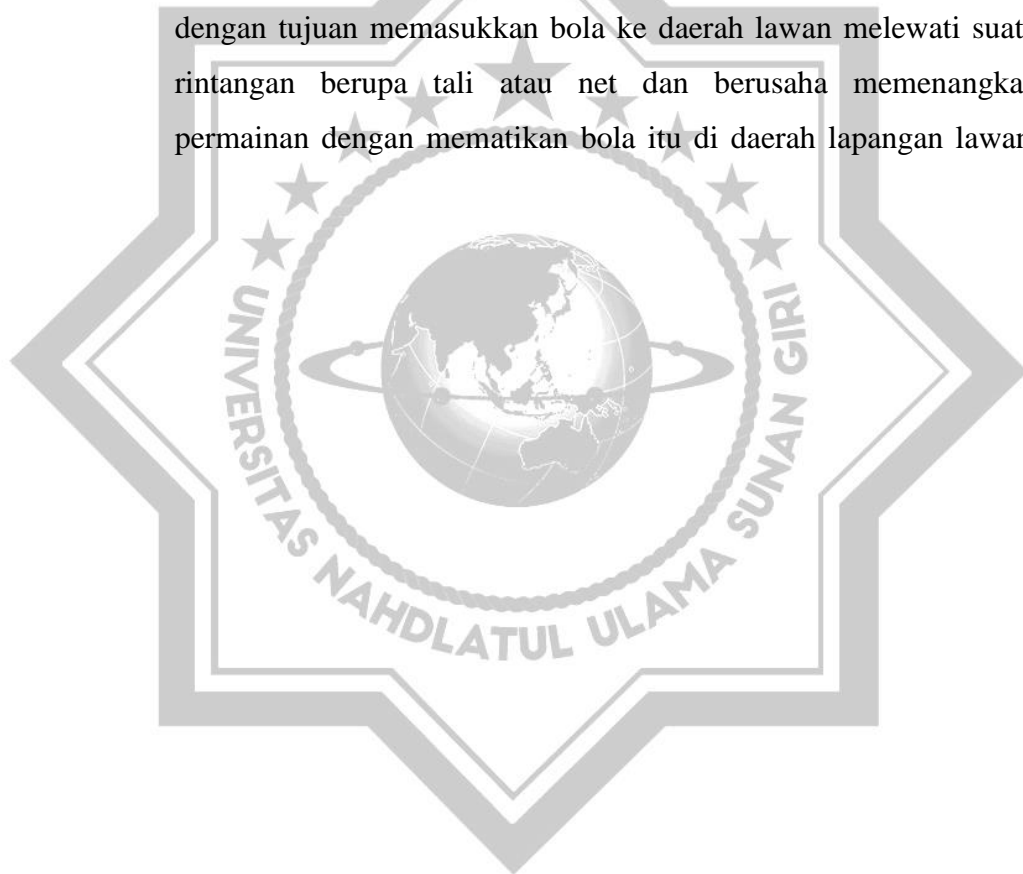 dengan tujuan memasukkan bola ke daerah lawan melewati suat
rintangan berupa tali atau net dan berusaha memenangka
permainan dengan mematikan bola itu di daerah lapangan lawan
UNIVERSITAS NAHDLATUL ULAMA SUNAN GIRI